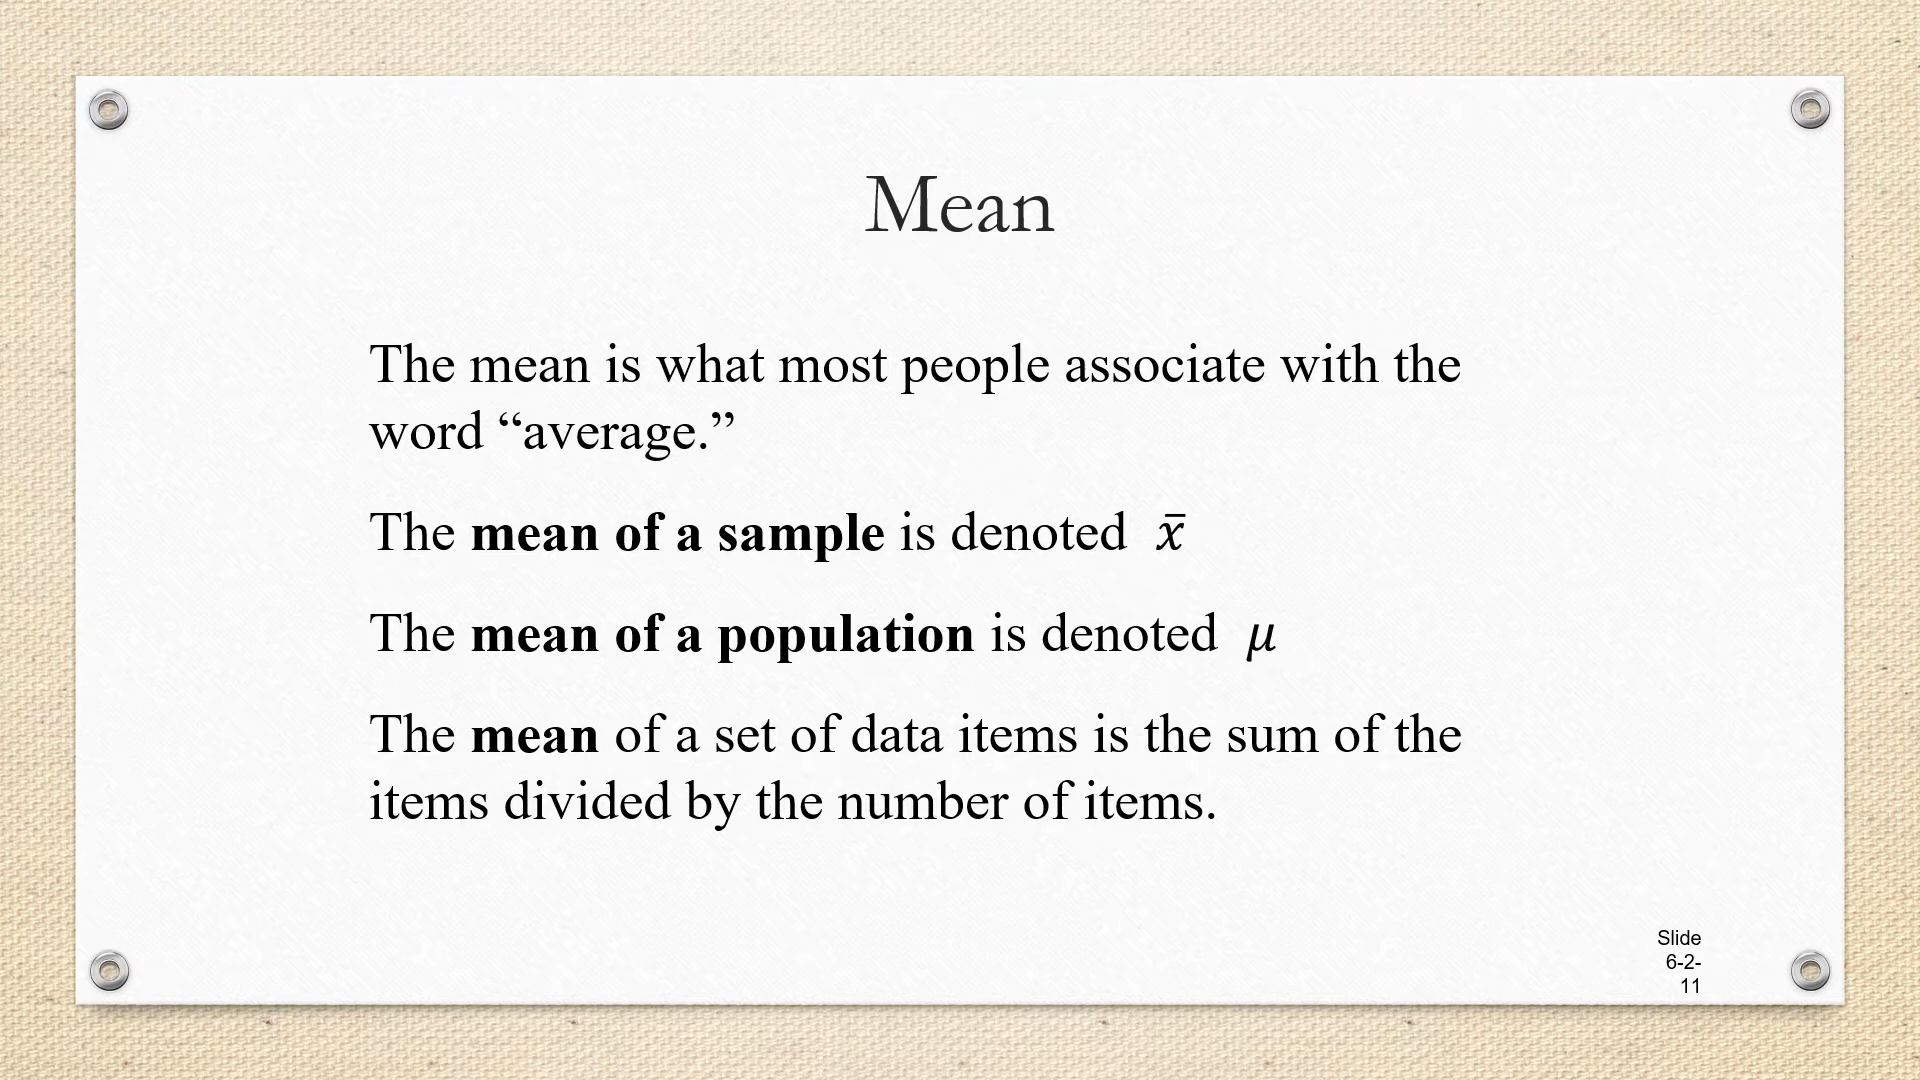 Mean
The mean is what most people associate with the
word “average.”
The mean of a sample is denoted x̄
The mean of a population is denoted μ
The mean of a set of data items is the sum of the
items divided by the number of items.
Slide
6-2-
11